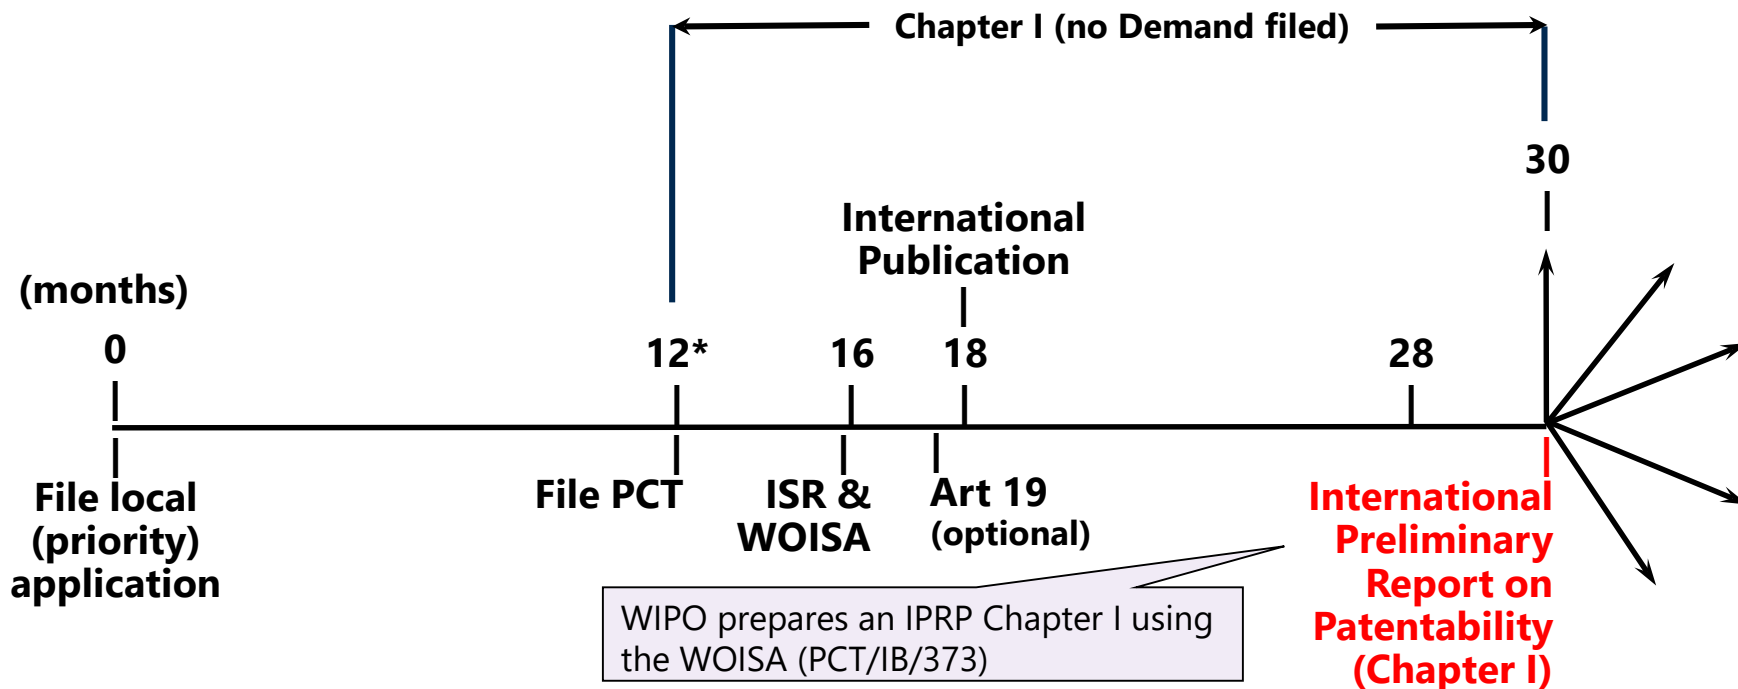 Chapter I (no Demand filed)
30
International
Publication
(months)
0
12*
16
18
28
File local
(priority)
application
File PCT
ISR &
WOISA
Art 19
(optional)
International
Preliminary
Report on
Patentability
(Chapter I)
WIPO prepares an IPRP Chapter I using
the WOISA (PCT/IB/373)